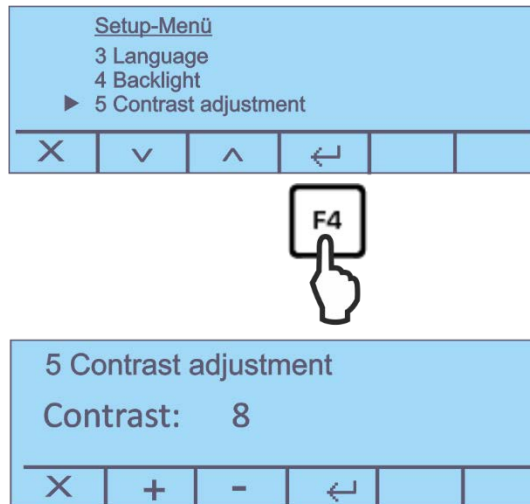 Setup-Menü
3 Language
4 Backlight
▶ 5 Contrast adjustment
X ∨ ∧ ↵
F4
5 Contrast adjustment
Contrast: 8
X + - ↵